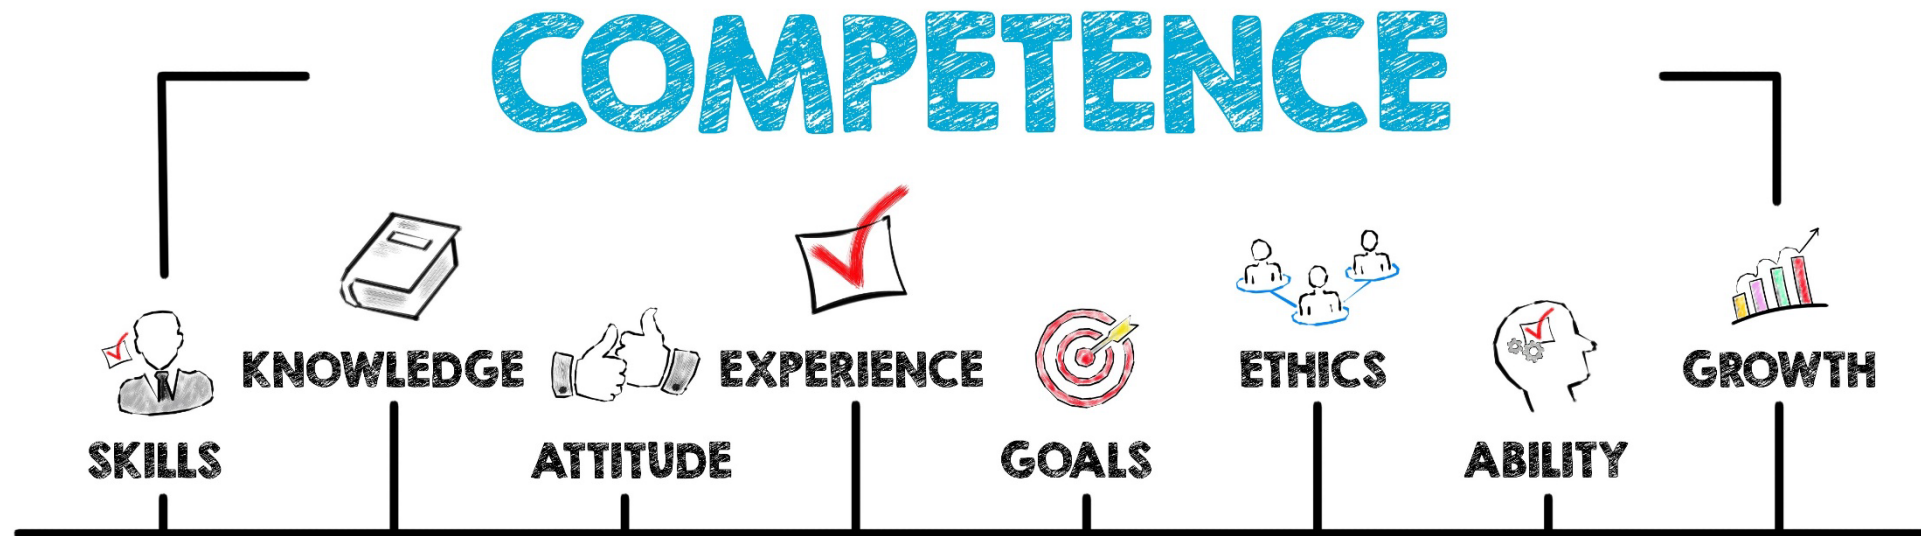 COMPETENCE
SKILLS
KNOWLEDGE
ATTITUDE
EXPERIENCE
GOALS
ETHICS
ABILITY
GROWTH